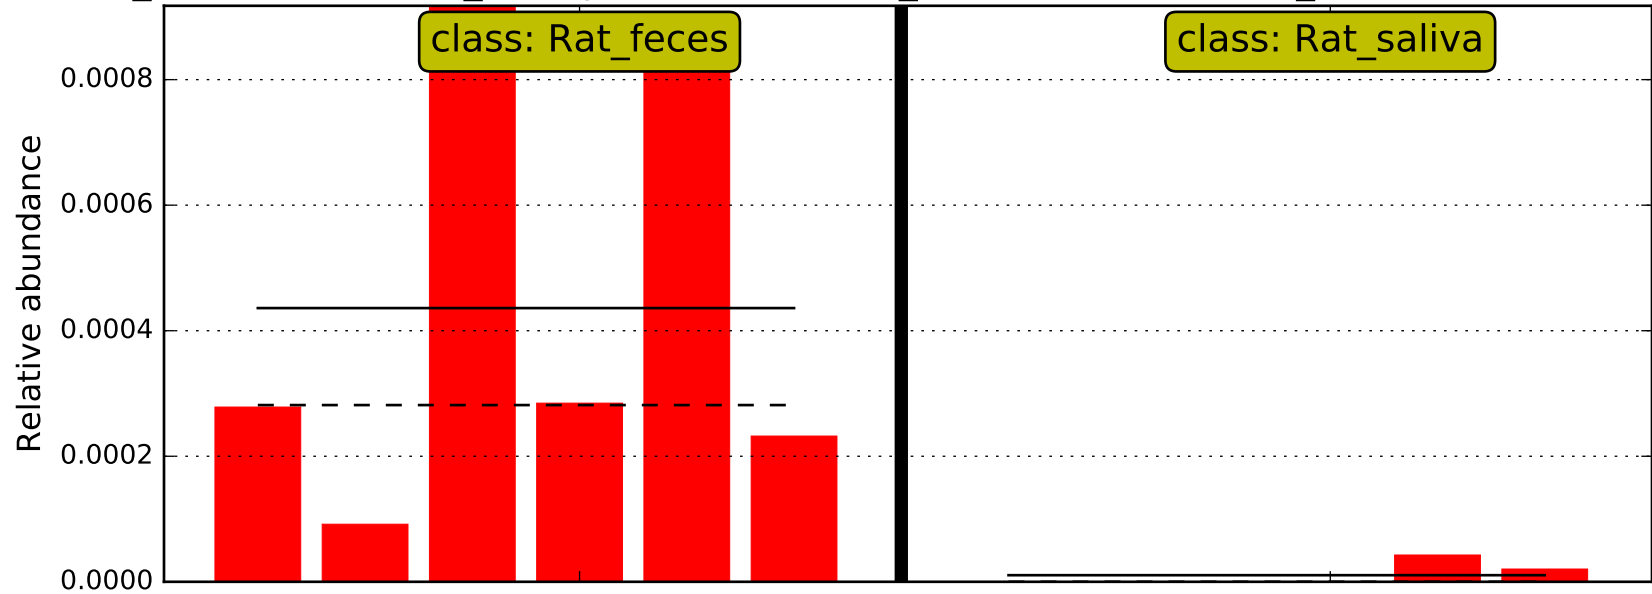 class: Rat_feces
class: Rat_saliva
0.0008
0.0006
0.0004
0.0002
0.0000
Relative abundance